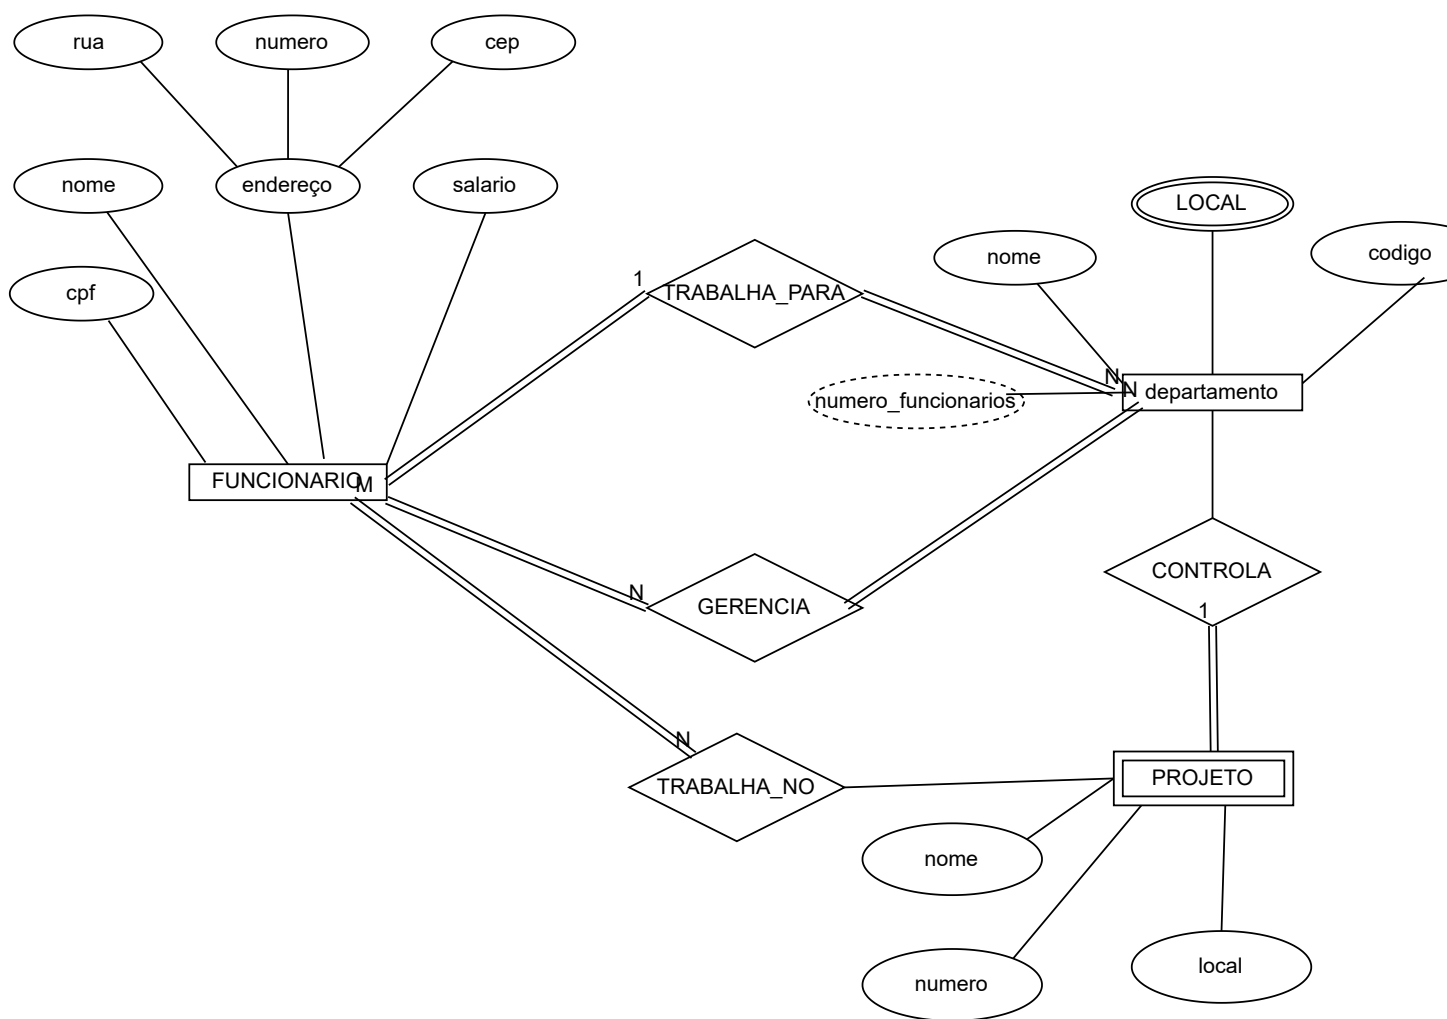 rua
numero
cep
nome
endereço
salario
LOCAL
nome
codigo
cpf
1
TRABALHA_PARA
N
N
departamento
numero_funcionarios
FUNCIONARIO
M
CONTROLA
N
GERENCIA
1
N
TRABALHA_NO
PROJETO
nome
local
numero